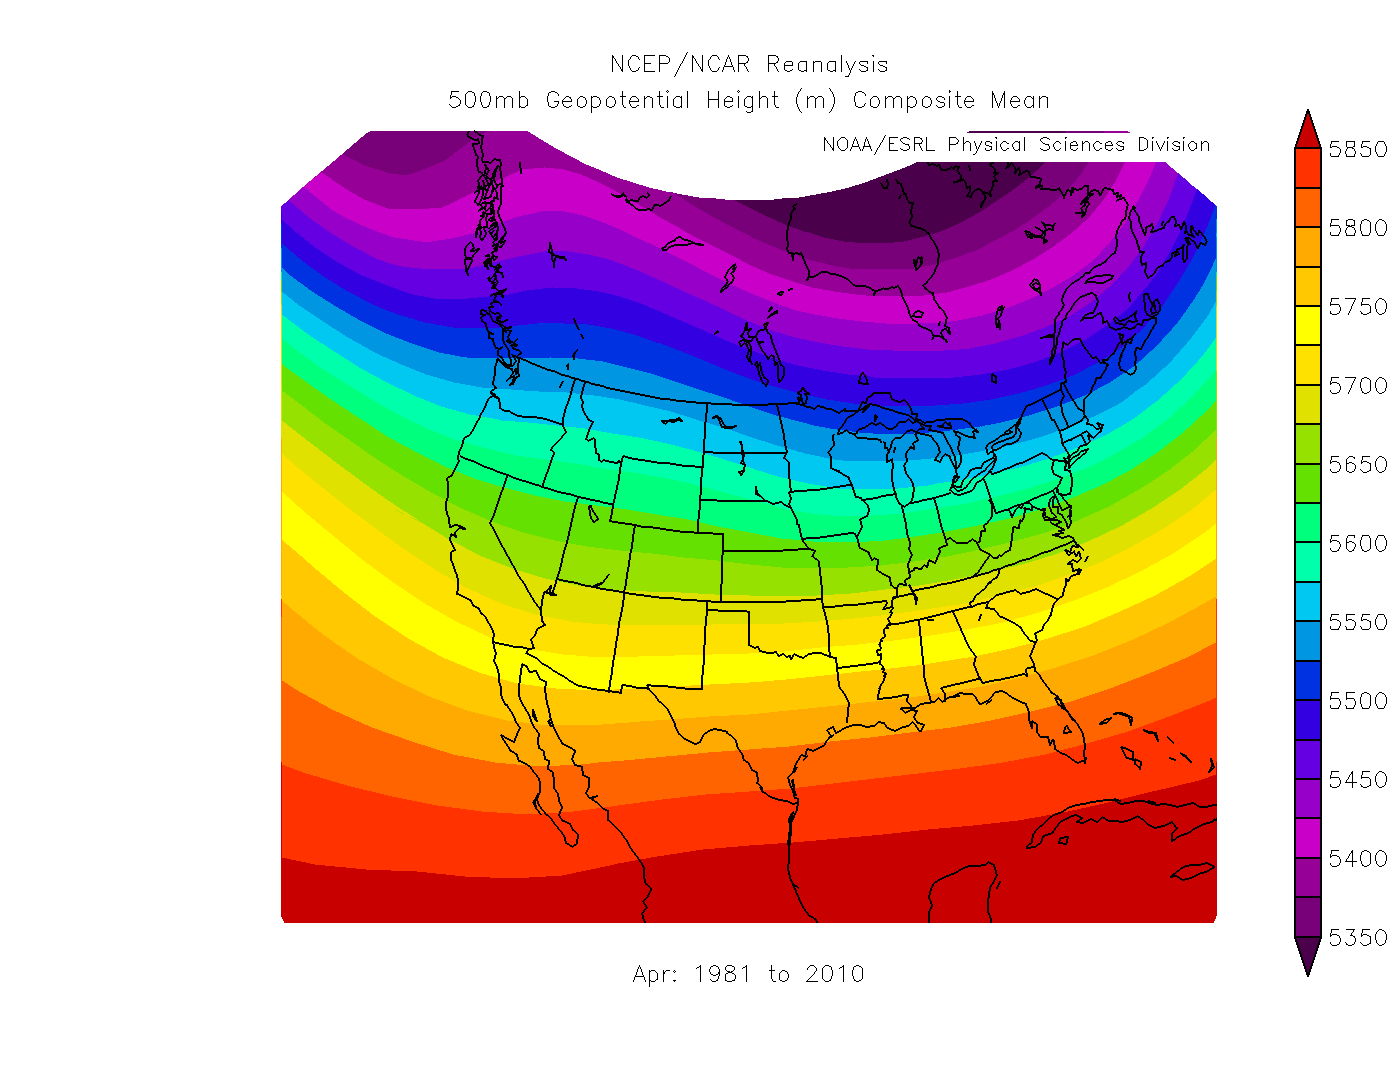 NCEP/NCAR Reanalysis
500mb Geopotential Height (m) Composite Mean
NOAA/ESRL Physical Sciences Division
5850
5800
5750
5700
5650
5600
5550
5500
5450
5400
5350
Apr: 1981 to 2010